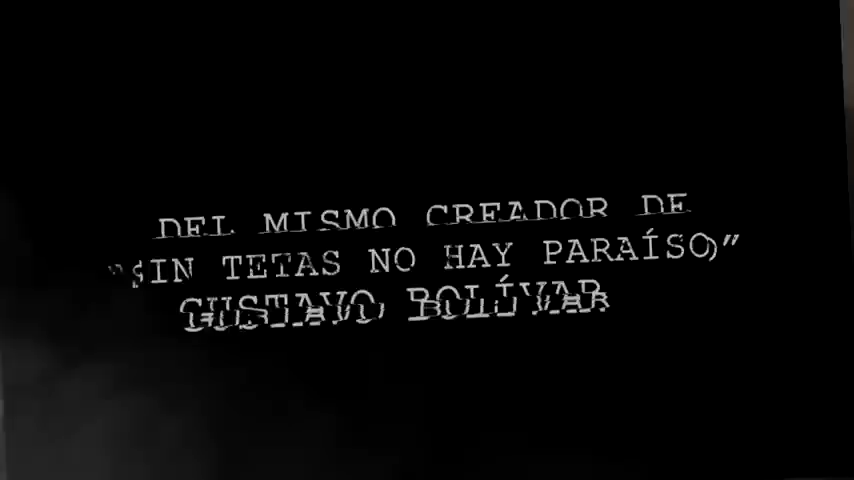 DEL MISMO CREADOR DE
"SIN TETAS NO HAY PARAÍSO"
GUSTAVO BOLÍVAR